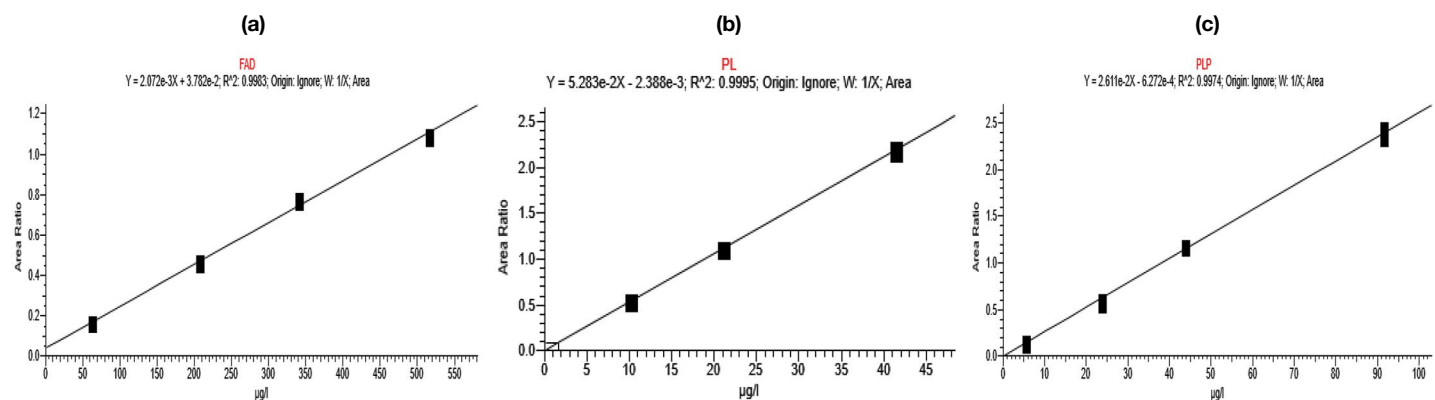 (a)
FAD
Y = 2.072e-3X + 3.782e-2; R^2: 0.9983; Origin: Ignore; W: 1/X; Area
Area Ratio
1.2
1.0
0.8
0.6
0.4
0.2
0.0
0 50 100 150 200 250 300 350 400 450 500 550
µg/l
(b)
PL
Y = 5.283e-2X - 2.388e-3; R^2: 0.9995; Origin: Ignore; W: 1/X; Area
Area Ratio
2.5
2.0
1.5
1.0
0.5
0.0
0 5 10 15 20 25 30 35 40 45
µg/l
(c)
PLP
Y = 2.611e-2X - 6.272e-4; R^2: 0.9974; Origin: Ignore; W: 1/X; Area
Area Ratio
2.5
2.0
1.5
1.0
0.5
0.0
0 10 20 30 40 50 60 70 80 90 100
µg/l